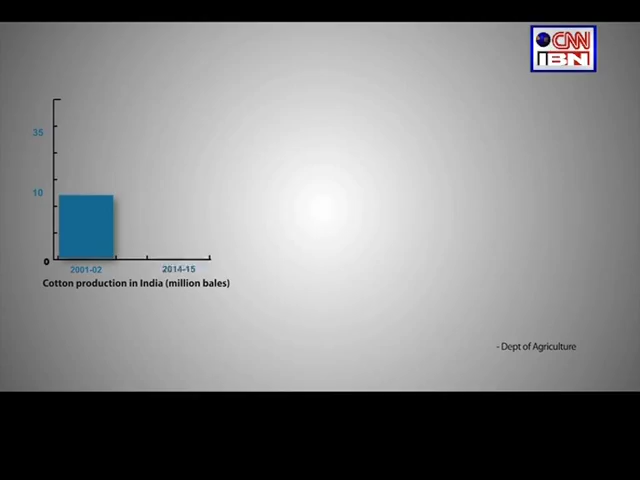 CNN
IBN
35
10
0
2001-02
2014-15
Cotton production in India (million bales)
- Dept of Agriculture